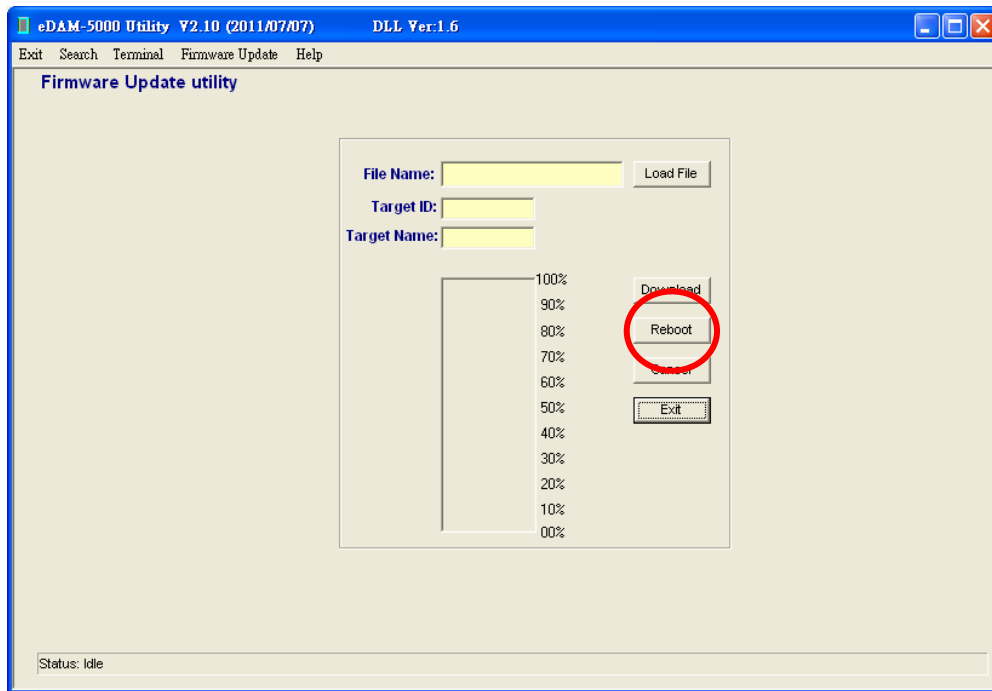 eDAM-5000 Utility V2.10 (2011/07/07) DLL Ver:1.6
Exit Search Terminal Firmware Update Help
Firmware Update utility
File Name: Load File
Target ID:
Target Name:
100%
Download
90%
80% Reboot
70%
Cancel
60%
50% Exit
40%
30%
20%
10%
00%
Status: Idle